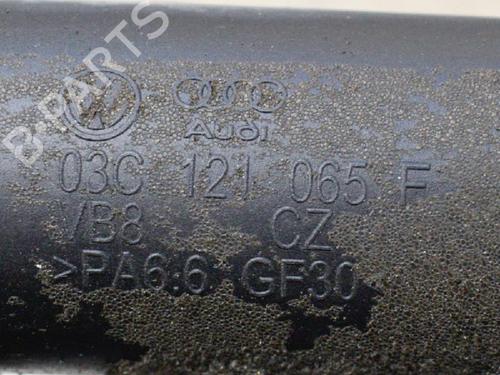 B-PARTS
Audi
03C 121 065 F
VB8 CZ
>PA6.6 GF30